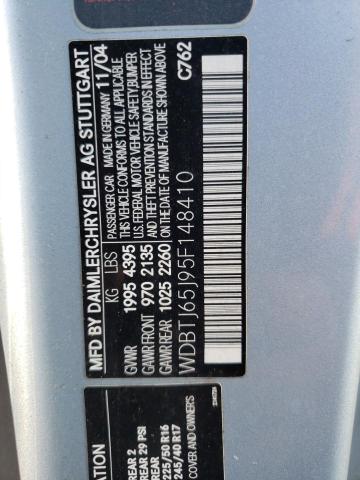 MFD BY DAIMLERCHRYSLER AG STUTTGART
KG LBS PASSENGER CAR MADE IN GERMANY 11/04
GVWR 1995 4395 THIS VEHICLE CONFORMS TO ALL APPLICABLE
U.S. FEDERAL MOTOR VEHICLE SAFETY, BUMPER
GAWR FRONT 970 2135 AND THEFT PREVENTION STANDARDS IN EFFECT
GAWR REAR 1025 2260 ON THE DATE OF MANUFACTURE SHOWN ABOVE
WDBTJ65J95F148410 C762
REAR 2
REAR 29 PSI
REAR
225/50 R16
245/40 R17
COVER AND OWNERS